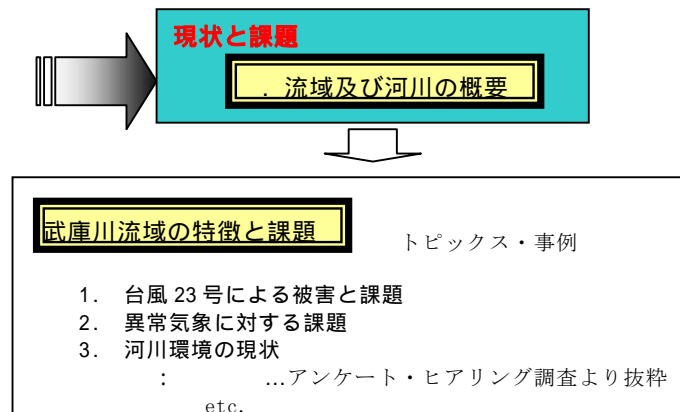 現状と課題
．流域及び河川の概要
武庫川流域の特徴と課題
トピックス・事例
1. 台風 23 号による被害と課題
2. 異常気象に対する課題
3. 河川環境の現状
： …アンケート・ヒアリング調査より抜粋
etc.